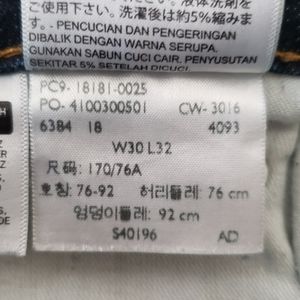 使用下さい。洗濯後は約5%縮みま
す。- PENCUCIAN DAN PENGERINGAN
DIBALIK DENGAN WARNA SERUPA.
GUNAKAN SABUN CUCI CAIR. PENYUSUTAN
SEKITAR 5% SETELAH DICUCI.
PC9- 18181-0025
PO- 4100300501 CW- 3016
6384 18 4093
W30 L32
尺码: 170/76A
호칭: 76-92 허리둘레: 76 cm
엉덩이둘레: 92 cm
S40196 AD